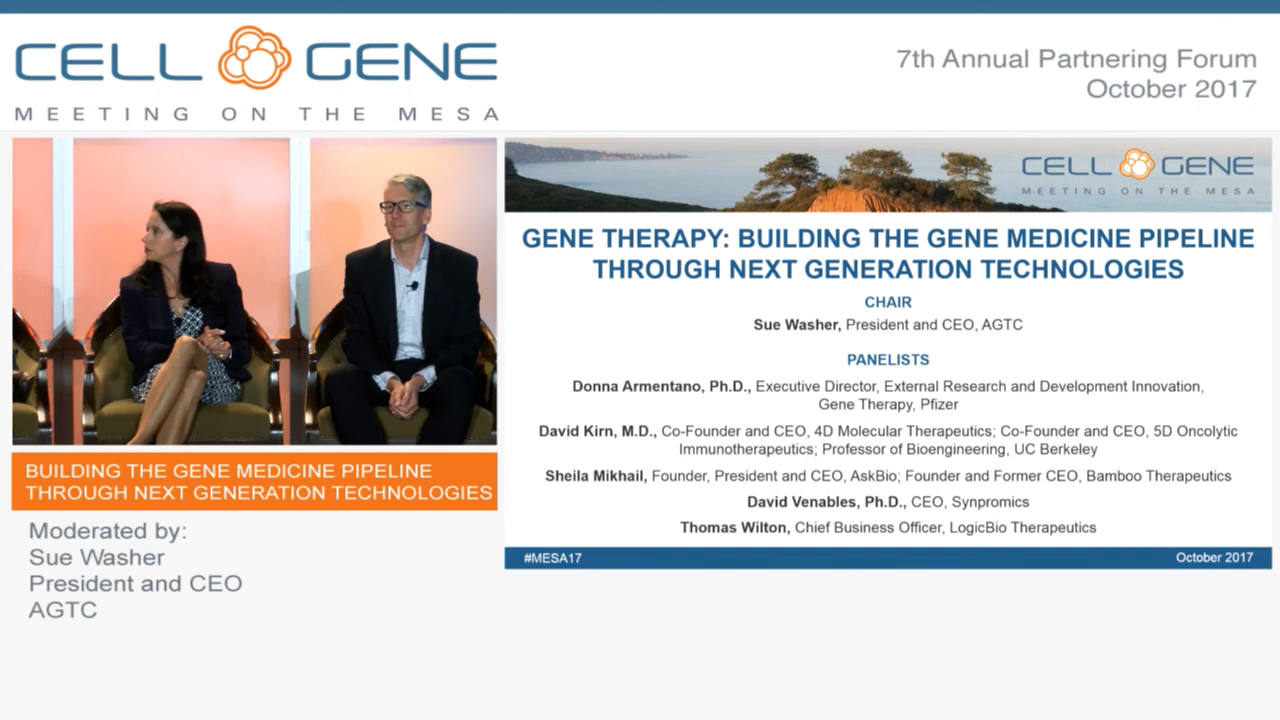 CELL GENE
MEETING ON THE MESA
7th Annual Partnering Forum
October 2017
CELL GENE
MEETING ON THE MESA
GENE THERAPY: BUILDING THE GENE MEDICINE PIPELINE
THROUGH NEXT GENERATION TECHNOLOGIES
CHAIR
Sue Washer, President and CEO, AGTC
PANELISTS
Donna Armentano, Ph.D., Executive Director, External Research and Development Innovation,
Gene Therapy, Pfizer
David Kirn, M.D., Co-Founder and CEO, 4D Molecular Therapeutics; Co-Founder and CEO, 5D Oncolytic
Immunotherapeutics; Professor of Bioengineering, UC Berkeley
Sheila Mikhail, Founder, President and CEO, AskBio; Founder and Former CEO, Bamboo Therapeutics
David Venables, Ph.D., CEO, Synpromics
Thomas Wilton, Chief Business Officer, LogicBio Therapeutics
#MESA17
October 2017
BUILDING THE GENE MEDICINE PIPELINE
THROUGH NEXT GENERATION TECHNOLOGIES
Moderated by:
Sue Washer
President and CEO
AGTC